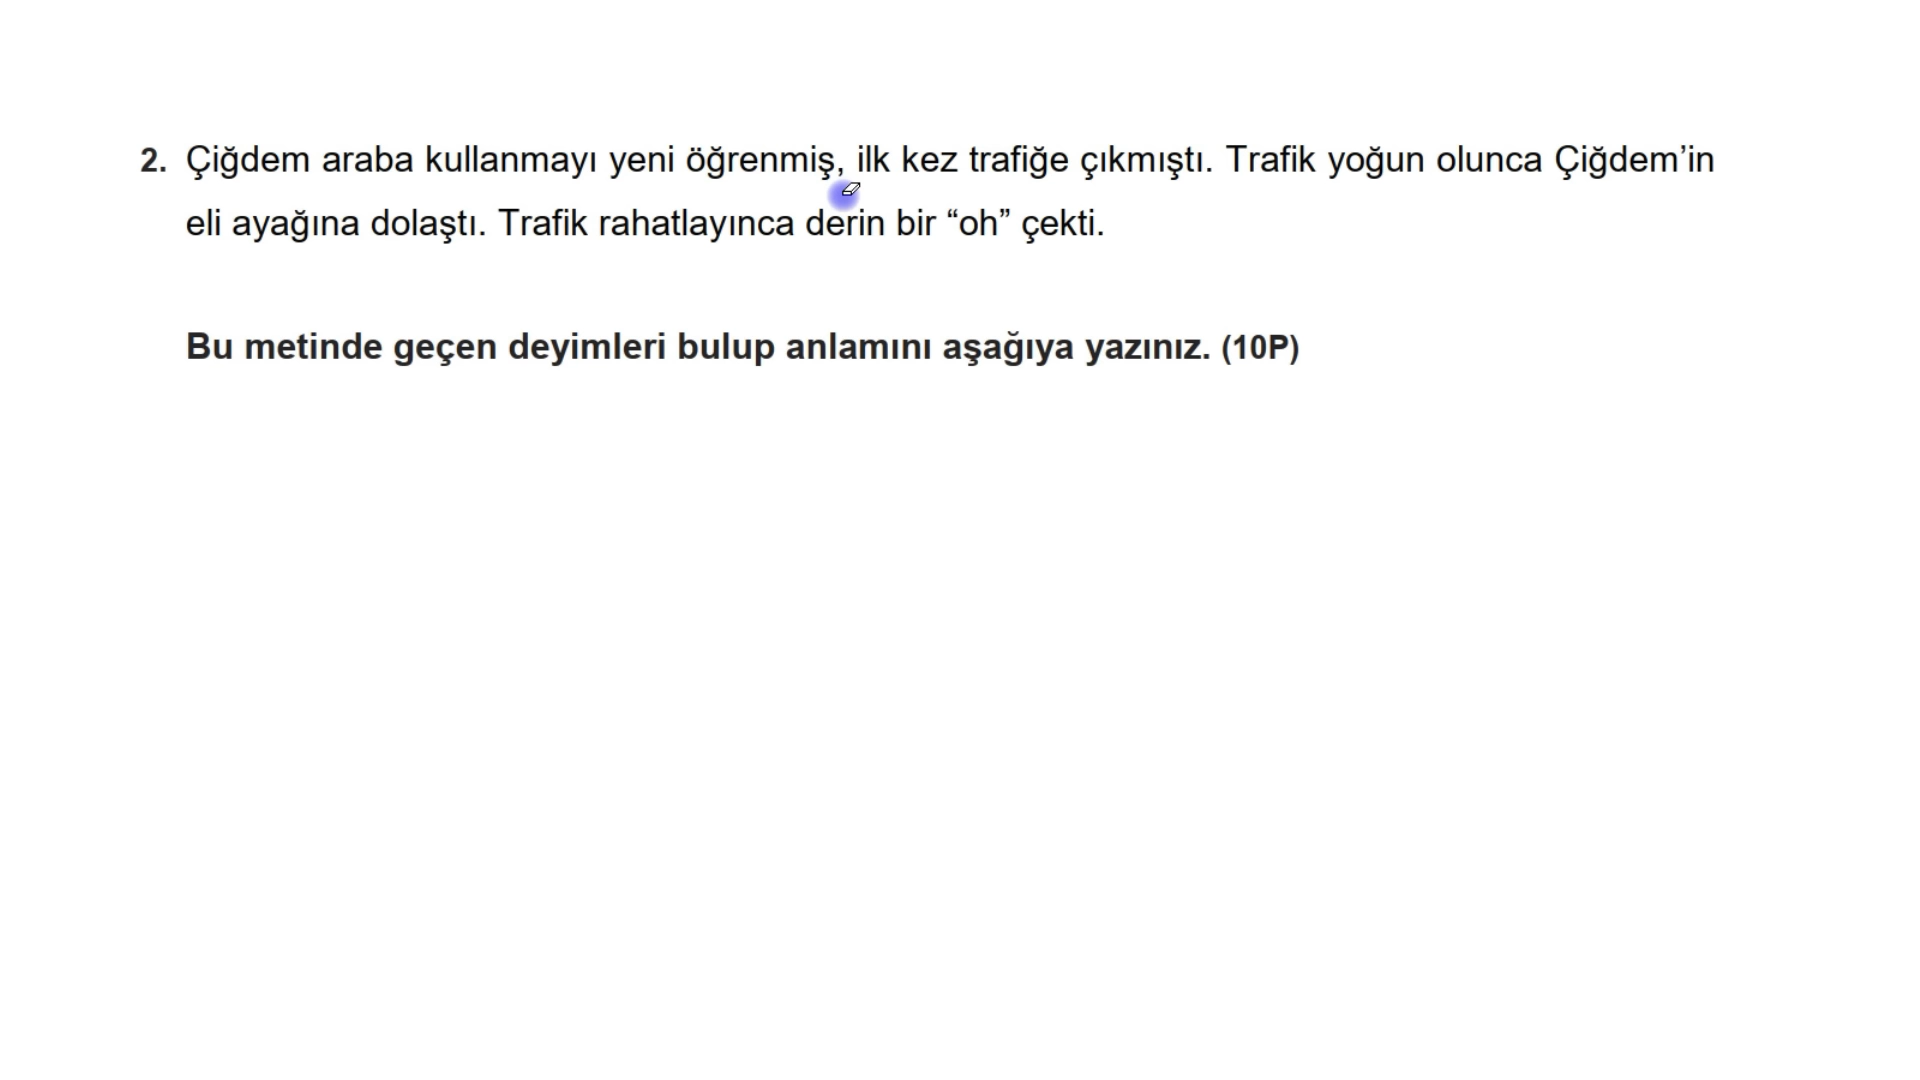 2. Çiğdem araba kullanmayı yeni öğrenmiş, ilk kez trafiğe çıkmıştı. Trafik yoğun olunca Çiğdem’in
eli ayağına dolaştı. Trafik rahatlayınca derin bir “oh” çekti.
Bu metinde geçen deyimleri bulup anlamını aşağıya yazınız. (10P)